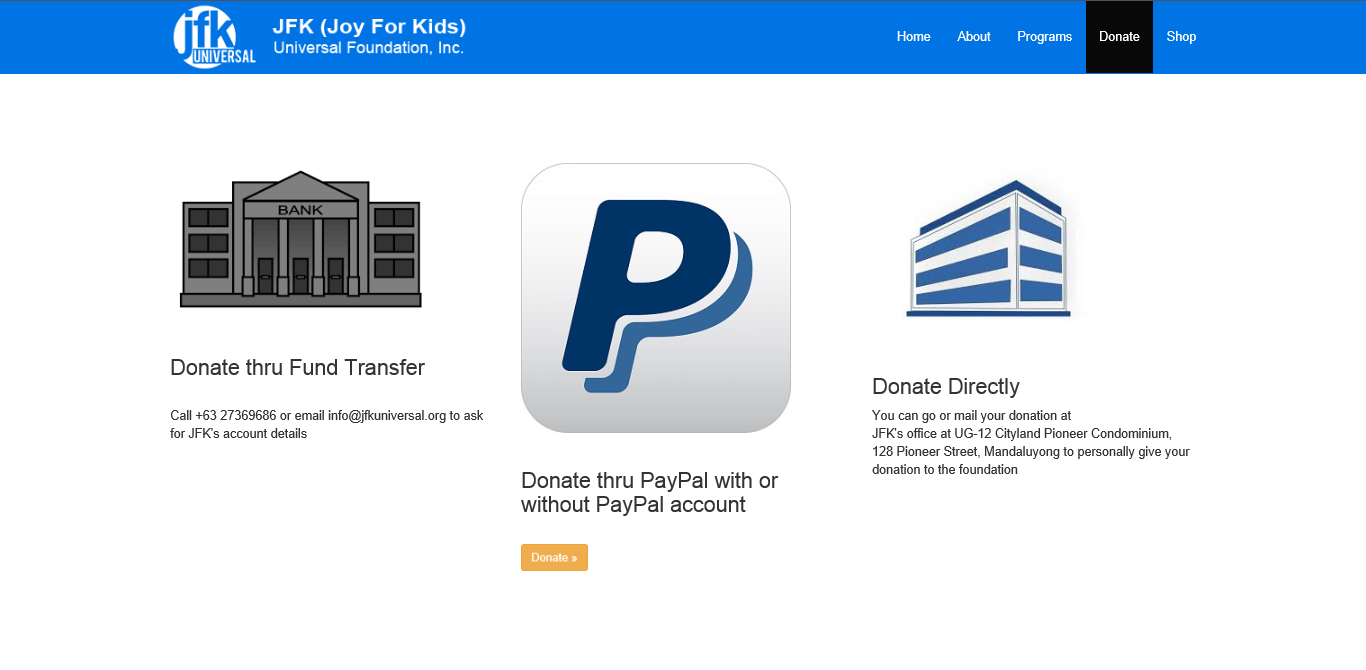 jfk
UNIVERSAL
JFK (Joy For Kids)
Universal Foundation, Inc.
Home
About
Programs
Donate
Shop
BANK
Donate thru Fund Transfer
Call +63 27369686 or email info@jfkuniversal.org to ask
for JFK's account details
Donate thru PayPal with or
without PayPal account
Donate »
Donate Directly
You can go or mail your donation at
JFK's office at UG-12 Cityland Pioneer Condominium,
128 Pioneer Street, Mandaluyong to personally give your
donation to the foundation